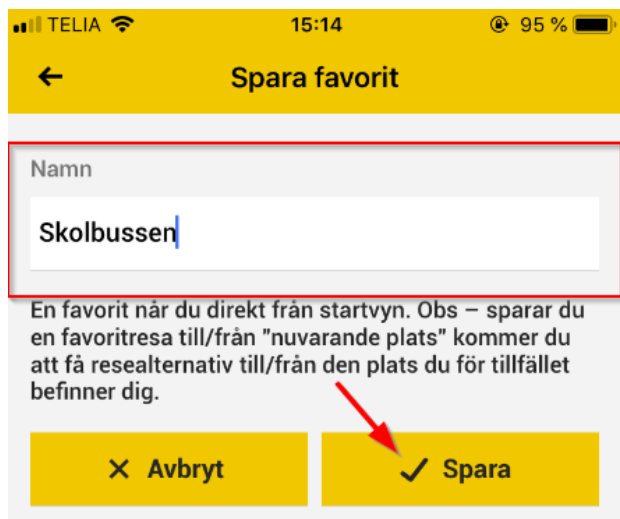 TELIA 15:14 95 %
Spara favorit
Namn
Skolbussen
En favorit når du direkt från startvyn. Obs – sparar du
en favoritresa till/från "nuvarande plats" kommer du
att få resealternativ till/från den plats du för tillfället
befinner dig.
Avbryt Spara